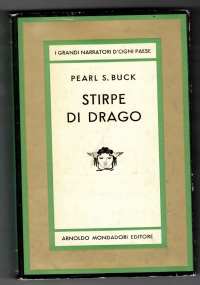 I GRANDI NARRATORI D'OGNI PAESE
PEARL S. BUCK
STIRPE
DI DRAGO
ARNOLDO MONDADORI EDITORE